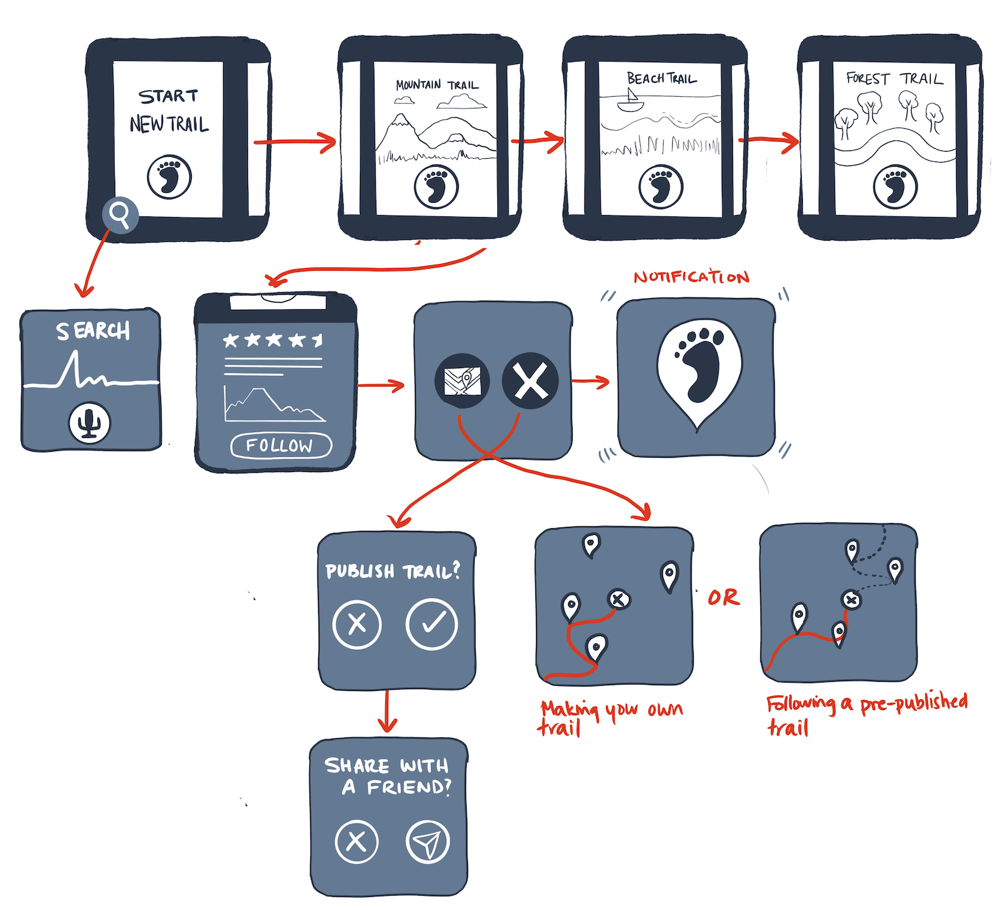 START
NEW TRAIL
MOUNTAIN TRAIL
BEACH TRAIL
FOREST TRAIL
NOTIFICATION
SEARCH
FOLLOW
PUBLISH TRAIL?
OR
Making your own
trail
Following a pre-published
trail
SHARE WITH
A FRIEND?